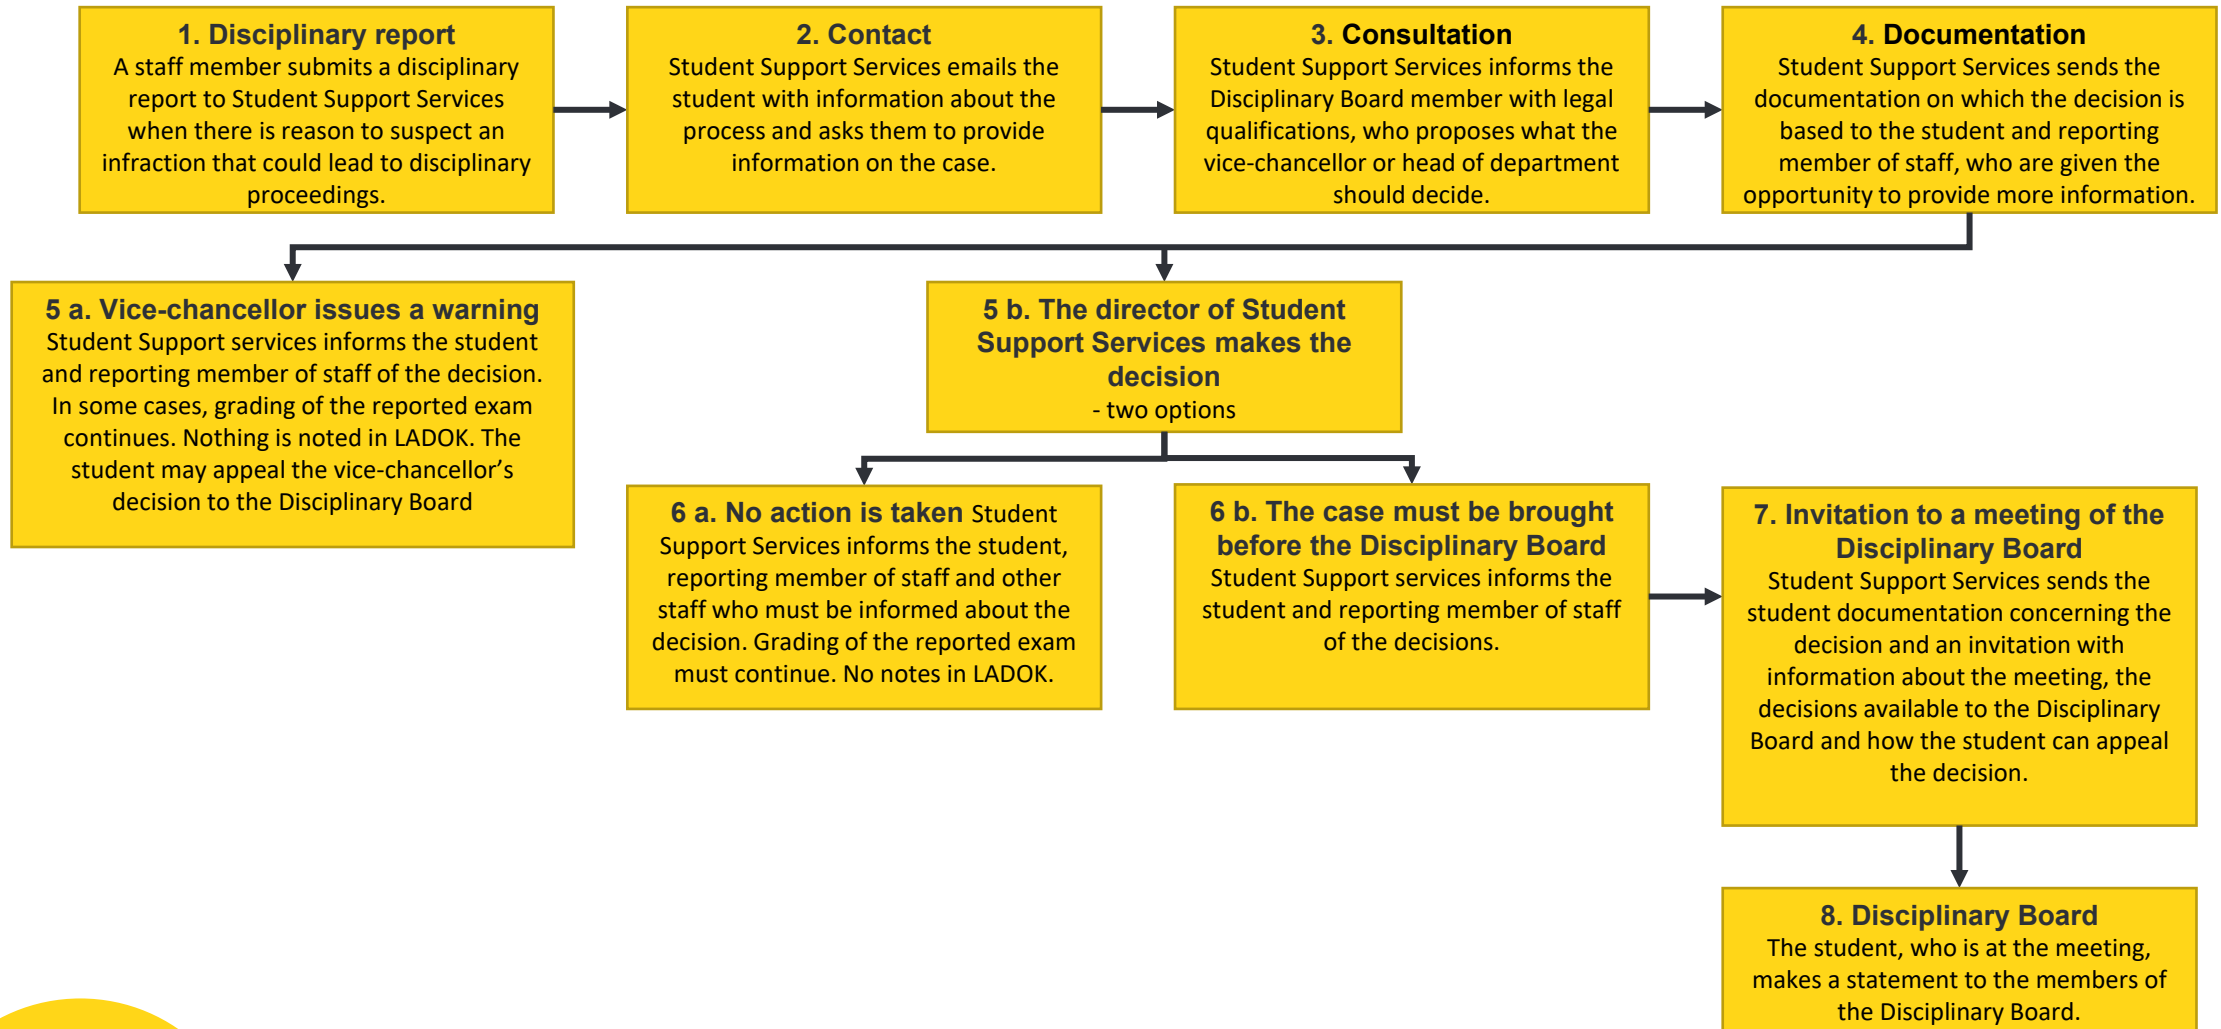 1. Disciplinary report
A staff member submits a disciplinary
report to Student Support Services
when there is reason to suspect an
infraction that could lead to disciplinary
proceedings.
2. Contact
Student Support Services emails the
student with information about the
process and asks them to provide
information on the case.
3. Consultation
Student Support Services informs the
Disciplinary Board member with legal
qualifications, who proposes what the
vice-chancellor or head of department
should decide.
4. Documentation
Student Support Services sends the
documentation on which the decision is
based to the student and reporting
member of staff, who are given the
opportunity to provide more information.
5 a. Vice-chancellor issues a warning
Student Support services informs the student
and reporting member of staff of the decision.
In some cases, grading of the reported exam
continues. Nothing is noted in LADOK. The
student may appeal the vice-chancellor’s
decision to the Disciplinary Board
5 b. The director of Student
Support Services makes the
decision
- two options
6 a. No action is taken Student
Support Services informs the student,
reporting member of staff and other
staff who must be informed about the
decision. Grading of the reported exam
must continue. No notes in LADOK.
6 b. The case must be brought
before the Disciplinary Board
Student Support services informs the
student and reporting member of staff
of the decisions.
7. Invitation to a meeting of the
Disciplinary Board
Student Support Services sends the
student documentation concerning the
decision and an invitation with
information about the meeting, the
decisions available to the Disciplinary
Board and how the student can appeal
the decision.
8. Disciplinary Board
The student, who is at the meeting,
makes a statement to the members of
the Disciplinary Board.